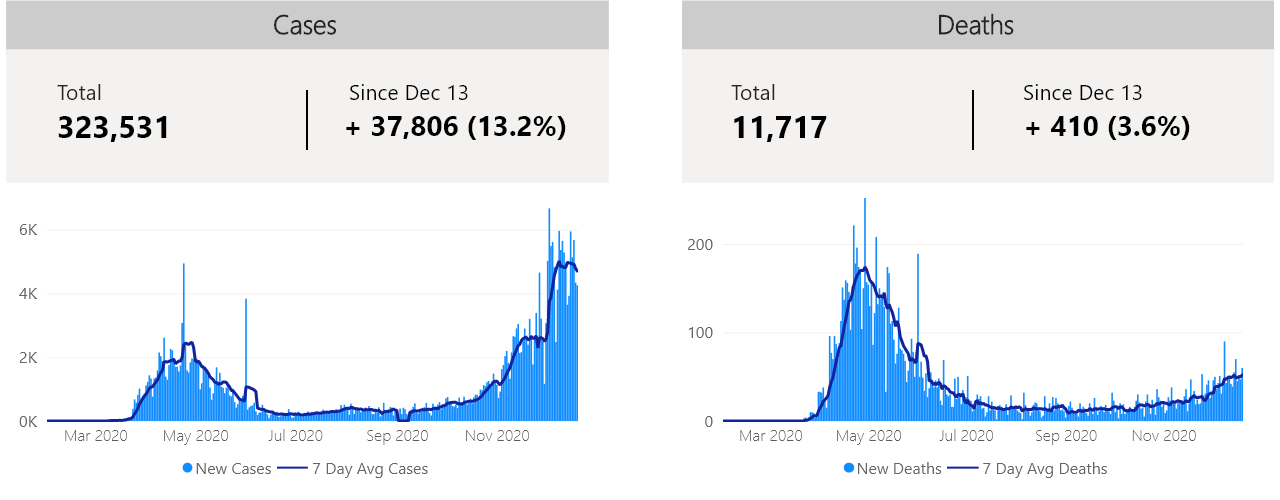 Cases
Total
323,531
Since Dec 13
+ 37,806 (13.2%)
6K
4K
2K
0K
Mar 2020 May 2020 Jul 2020 Sep 2020 Nov 2020
New Cases 7 Day Avg Cases
Deaths
Total
11,717
Since Dec 13
+ 410 (3.6%)
200
100
0
Mar 2020 May 2020 Jul 2020 Sep 2020 Nov 2020
New Deaths 7 Day Avg Deaths